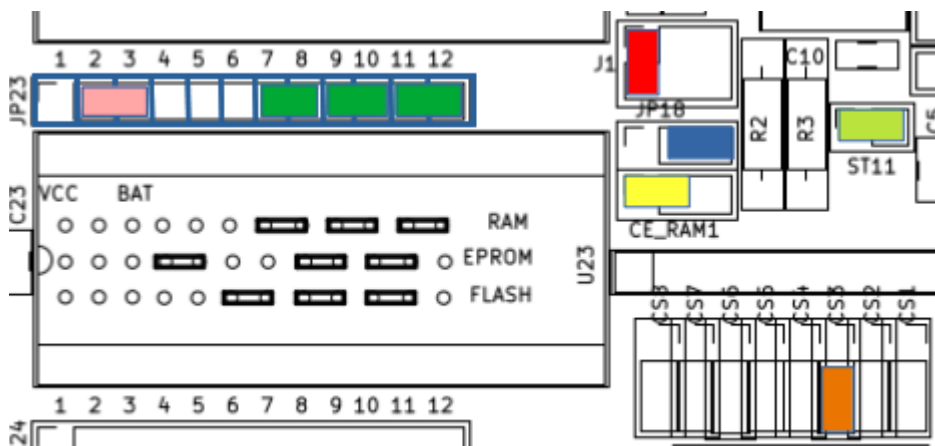 1 2 3 4 5 6 7 8 9 10 11 12
JP23
J1
C10
JP18
R2
R3
ST11
C23
VCC BAT
RAM
EPROM
FLASH
CE_RAM1
U23
CS7
CS6
CS5
CS4
CS3
CS2
CS1
1 2 3 4 5 6 7 8 9 10 11 12
24